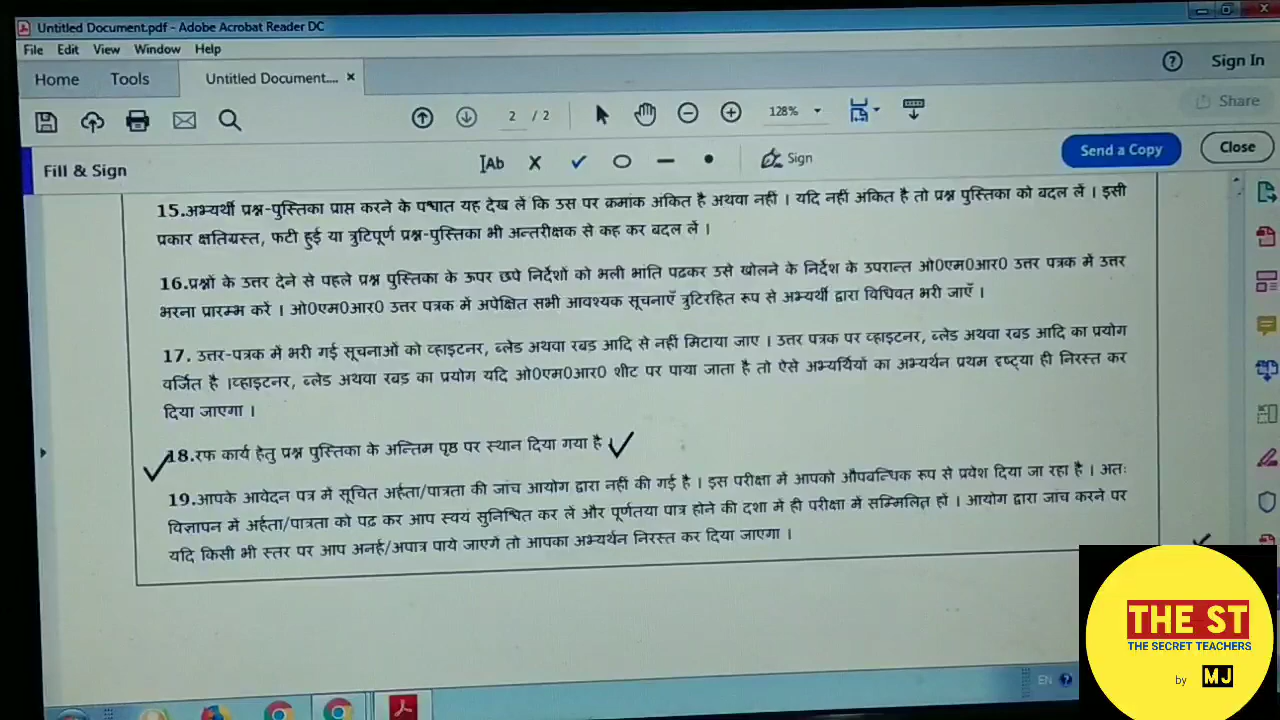 Untitled Document.pdf - Adobe Acrobat Reader DC
File Edit View Window Help
Home Tools Untitled Document.... ×
Sign In
2 / 2
128%
Share
Fill & Sign
Ab
Sign
Send a Copy
Close
15.अभ्यर्थी प्रश्न-पुस्तिका प्राप्त करने के पश्चात यह देख लें कि उस पर क्रमांक अंकित है अथवा नहीं । यदि नहीं अंकित है तो प्रश्न पुस्तिका को बदल लें । इसी
प्रकार क्षतिग्रस्त, फटी हुई या त्रुटिपूर्ण प्रश्न-पुस्तिका भी अन्तरीक्षक से कह कर बदल लें ।
16.प्रश्नों के उत्तर देने से पहले प्रश्न पुस्तिका के ऊपर छपे निर्देशों को भली भांति पढकर उसे खोलने के निर्देश के उपरान्त ओ0एम0आर0 उत्तर पत्रक में उत्तर
भरना प्रारम्भ करें । ओ0एम0आर0 उत्तर पत्रक में अपेक्षित सभी आवश्यक सूचनाएँ त्रुटिरहित रूप से अभ्यर्थी द्वारा विधिवत भरी जाएँ ।
17. उत्तर-पत्रक में भरी गई सूचनाओं को व्हाइटनर, ब्लेड अथवा रबड़ आदि से नहीं मिटाया जाए । उत्तर पत्रक पर व्हाइटनर, ब्लेड अथवा रबड आदि का प्रयोग
वर्जित है ।व्हाइटनर, ब्लेड अथवा रबड का प्रयोग यदि ओ0एम0आर0 शीट पर पाया जाता है तो ऐसे अभ्यर्थियों का अभ्यर्थन प्रथम दृष्ट्या ही निरस्त कर
दिया जाएगा ।
18.रफ कार्य हेतु प्रश्न पुस्तिका के अन्तिम पृष्ठ पर स्थान दिया गया है
19.आपके आवेदन पत्र में सूचित अर्हता/पात्रता की जांच आयोग द्वारा नहीं की गई है । इस परीक्षा में आपको औपबन्धिक रूप से प्रवेश दिया जा रहा है । अतः
विज्ञापन में अर्हता/पात्रता को पढ कर आप स्वयं सुनिश्चित कर ले और पूर्णतया पात्र होने की दशा में ही परीक्षा में सम्मिलित हों । आयोग द्वारा जांच करने पर
यदि किसी भी स्तर पर आप अनर्ह/अपात्र पाये जाएगें तो आपका अभ्यर्थन निरस्त कर दिया जाएगा ।
THE ST
THE SECRET TEACHERS
by MJ
EN